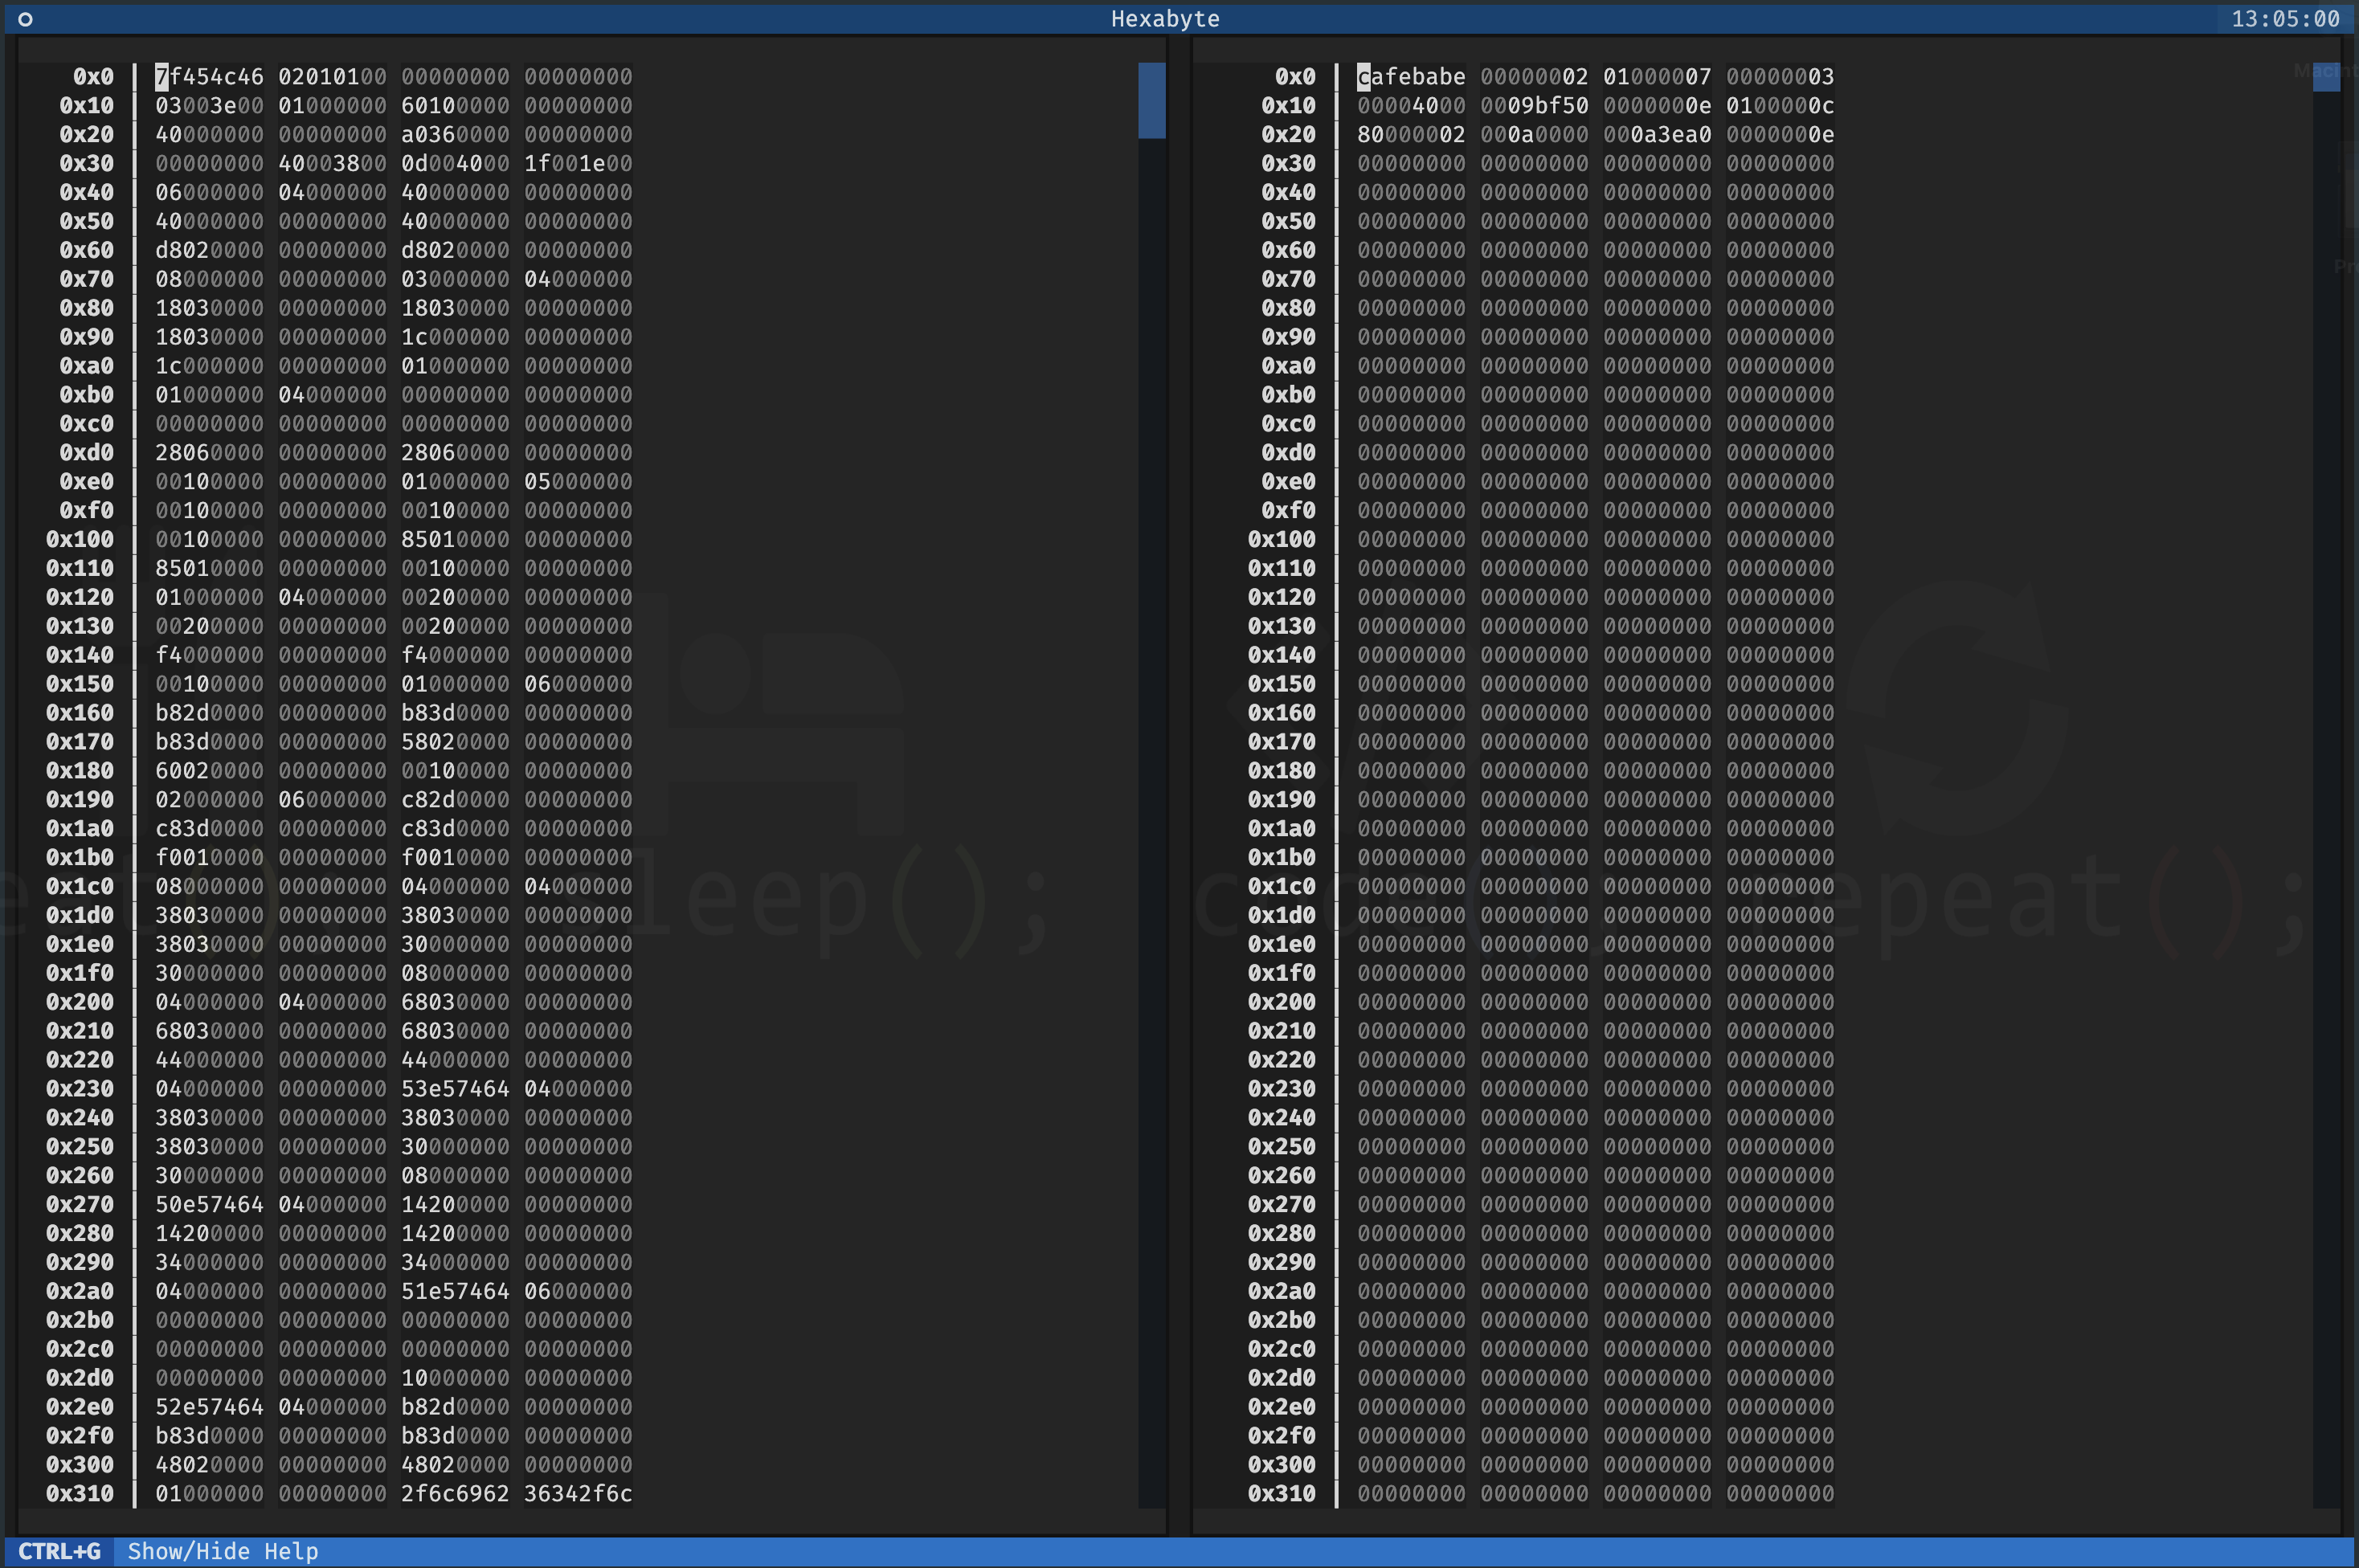 Hexabyte 13:05:00
0x0 7f454c46 02010100 00000000 00000000
0x10 03003e00 01000000 60100000 00000000
0x20 40000000 00000000 a0360000 00000000
0x30 00000000 40003800 0d004000 1f001e00
0x40 06000000 04000000 40000000 00000000
0x50 40000000 00000000 40000000 00000000
0x60 d8020000 00000000 d8020000 00000000
0x70 08000000 00000000 03000000 04000000
0x80 18030000 00000000 18030000 00000000
0x90 18030000 00000000 1c000000 00000000
0xa0 1c000000 00000000 01000000 00000000
0xb0 01000000 04000000 00000000 00000000
0xc0 00000000 00000000 00000000 00000000
0xd0 28060000 00000000 28060000 00000000
0xe0 00100000 00000000 01000000 05000000
0xf0 00100000 00000000 00100000 00000000
0x100 00100000 00000000 85010000 00000000
0x110 85010000 00000000 00100000 00000000
0x120 01000000 04000000 00200000 00000000
0x130 00200000 00000000 00200000 00000000
0x140 f4000000 00000000 f4000000 00000000
0x150 00100000 00000000 01000000 06000000
0x160 b82d0000 00000000 b83d0000 00000000
0x170 b83d0000 00000000 58020000 00000000
0x180 60020000 00000000 00100000 00000000
0x190 02000000 06000000 c82d0000 00000000
0x1a0 c83d0000 00000000 c83d0000 00000000
0x1b0 f0010000 00000000 f0010000 00000000
0x1c0 08000000 00000000 04000000 04000000
0x1d0 38030000 00000000 38030000 00000000
0x1e0 38030000 00000000 30000000 00000000
0x1f0 30000000 00000000 08000000 00000000
0x200 04000000 04000000 68030000 00000000
0x210 68030000 00000000 68030000 00000000
0x220 44000000 00000000 44000000 00000000
0x230 04000000 00000000 53e57464 04000000
0x240 38030000 00000000 38030000 00000000
0x250 38030000 00000000 30000000 00000000
0x260 30000000 00000000 08000000 00000000
0x270 50e57464 04000000 14200000 00000000
0x280 14200000 00000000 14200000 00000000
0x290 34000000 00000000 34000000 00000000
0x2a0 04000000 00000000 51e57464 06000000
0x2b0 00000000 00000000 00000000 00000000
0x2c0 00000000 00000000 00000000 00000000
0x2d0 00000000 00000000 10000000 00000000
0x2e0 52e57464 04000000 b82d0000 00000000
0x2f0 b83d0000 00000000 b83d0000 00000000
0x300 48020000 00000000 48020000 00000000
0x310 01000000 00000000 2f6c6962 36342f6c
0x0 cafebabe 00000002 01000007 00000003
0x10 00004000 0009bf50 0000000e 0100000c
0x20 80000002 000a0000 000a3ea0 0000000e
0x30 00000000 00000000 00000000 00000000
0x40 00000000 00000000 00000000 00000000
0x50 00000000 00000000 00000000 00000000
0x60 00000000 00000000 00000000 00000000
0x70 00000000 00000000 00000000 00000000
0x80 00000000 00000000 00000000 00000000
0x90 00000000 00000000 00000000 00000000
0xa0 00000000 00000000 00000000 00000000
0xb0 00000000 00000000 00000000 00000000
0xc0 00000000 00000000 00000000 00000000
0xd0 00000000 00000000 00000000 00000000
0xe0 00000000 00000000 00000000 00000000
0xf0 00000000 00000000 00000000 00000000
0x100 00000000 00000000 00000000 00000000
0x110 00000000 00000000 00000000 00000000
0x120 00000000 00000000 00000000 00000000
0x130 00000000 00000000 00000000 00000000
0x140 00000000 00000000 00000000 00000000
0x150 00000000 00000000 00000000 00000000
0x160 00000000 00000000 00000000 00000000
0x170 00000000 00000000 00000000 00000000
0x180 00000000 00000000 00000000 00000000
0x190 00000000 00000000 00000000 00000000
0x1a0 00000000 00000000 00000000 00000000
0x1b0 00000000 00000000 00000000 00000000
0x1c0 00000000 00000000 00000000 00000000
0x1d0 00000000 00000000 00000000 00000000
0x1e0 00000000 00000000 00000000 00000000
0x1f0 00000000 00000000 00000000 00000000
0x200 00000000 00000000 00000000 00000000
0x210 00000000 00000000 00000000 00000000
0x220 00000000 00000000 00000000 00000000
0x230 00000000 00000000 00000000 00000000
0x240 00000000 00000000 00000000 00000000
0x250 00000000 00000000 00000000 00000000
0x260 00000000 00000000 00000000 00000000
0x270 00000000 00000000 00000000 00000000
0x280 00000000 00000000 00000000 00000000
0x290 00000000 00000000 00000000 00000000
0x2a0 00000000 00000000 00000000 00000000
0x2b0 00000000 00000000 00000000 00000000
0x2c0 00000000 00000000 00000000 00000000
0x2d0 00000000 00000000 00000000 00000000
0x2e0 00000000 00000000 00000000 00000000
0x2f0 00000000 00000000 00000000 00000000
0x300 00000000 00000000 00000000 00000000
0x310 00000000 00000000 00000000 00000000
eat(); sleep(); code(); repeat();
CTRL+G Show/Hide Help